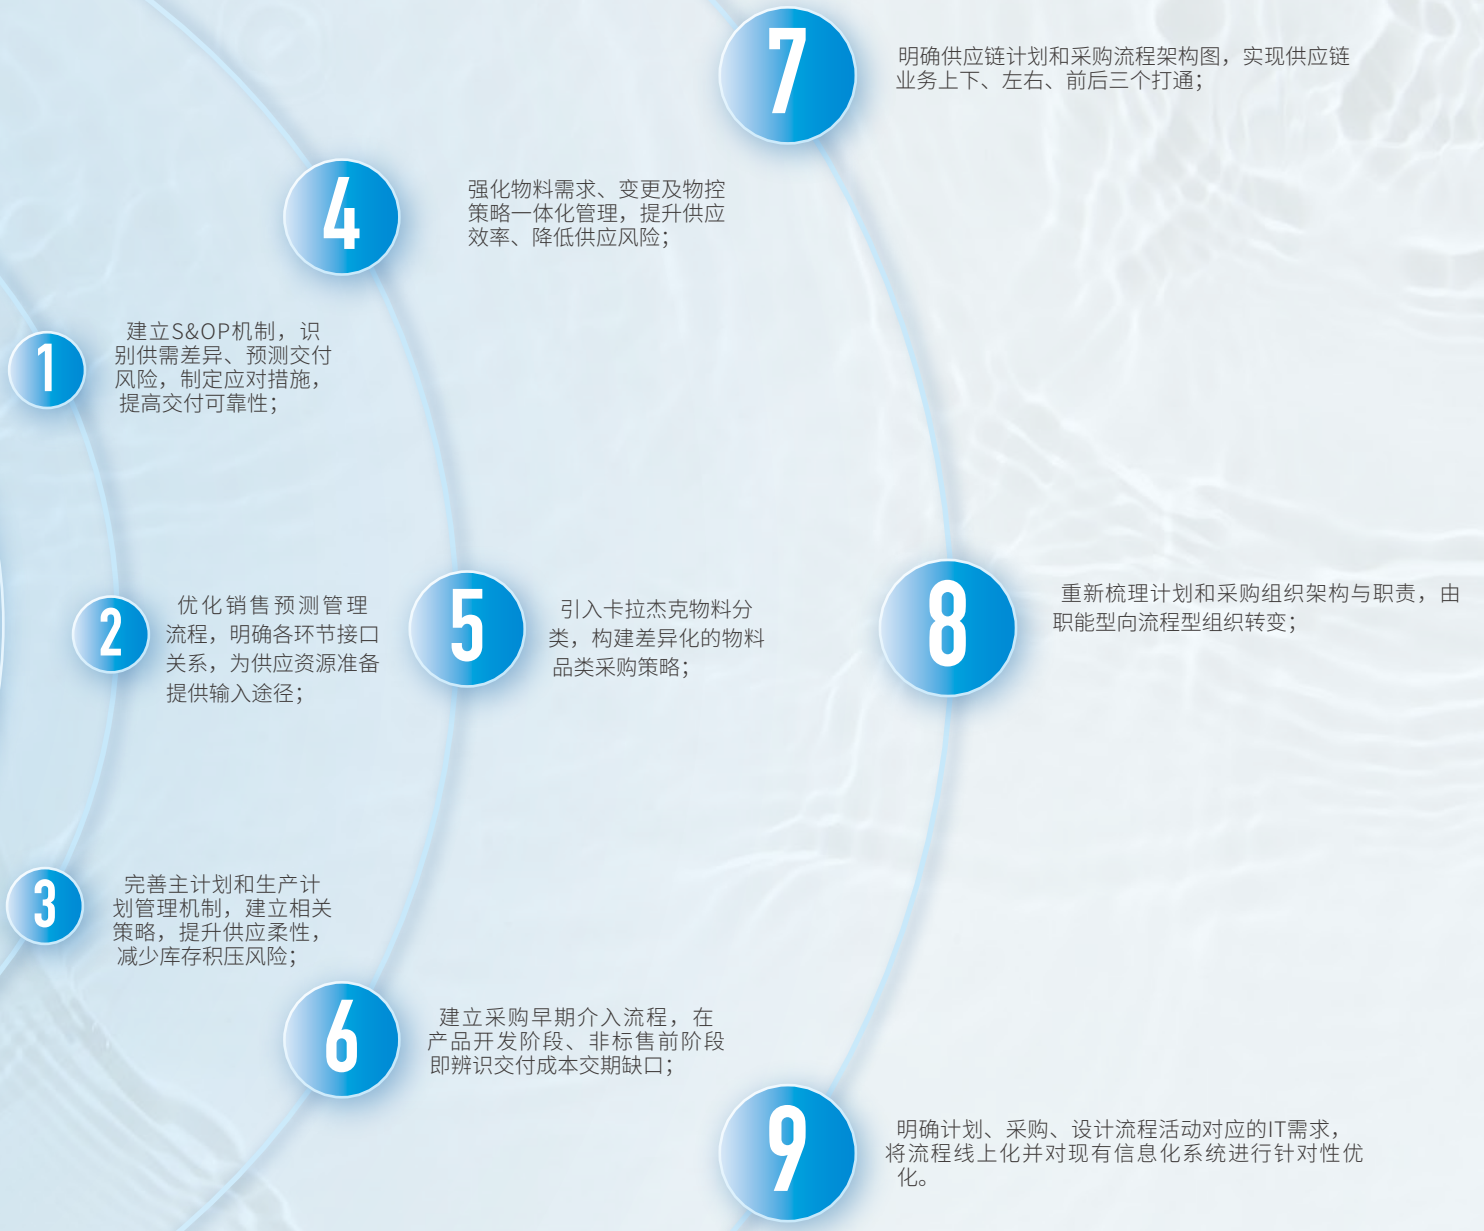 1
建立S&OP机制，识
别供需差异、预测交付
风险，制定应对措施，
提高交付可靠性；
2
优化销售预测管理
流程，明确各环节接口
关系，为供应资源准备
提供输入途径；
3
完善主计划和生产计
划管理机制，建立相关
策略，提升供应柔性，
减少库存积压风险；
4
强化物料需求、变更及物控
策略一体化管理，提升供应
效率、降低供应风险；
5
引入卡拉杰克物料分
类，构建差异化的物料
品类采购策略；
6
建立采购早期介入流程，在
产品开发阶段、非标售前阶段
即辨识交付成本交期缺口；
7
明确供应链计划和采购流程架构图，实现供应链
业务上下、左右、前后三个打通；
8
重新梳理计划和采购组织架构与职责，由
职能型向流程型组织转变；
9
明确计划、采购、设计流程活动对应的IT需求，
将流程线上化并对现有信息化系统进行针对性优
化。